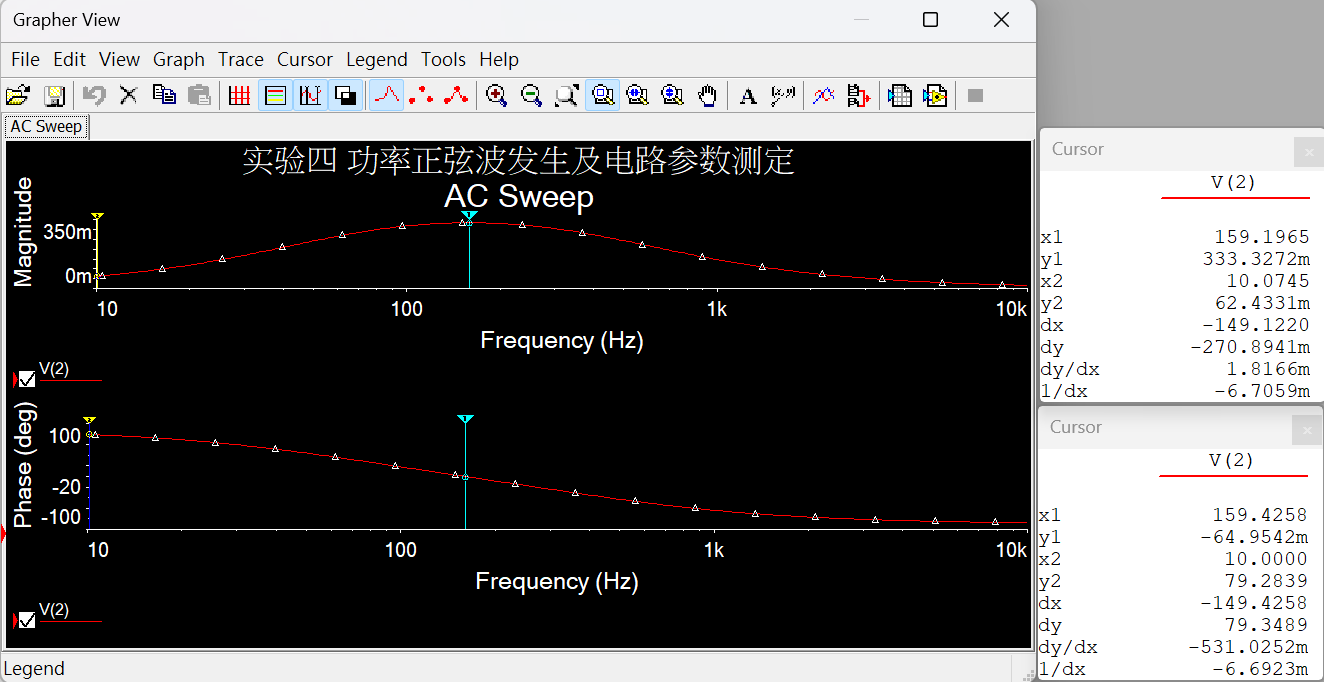 Grapher View
File Edit View Graph Trace Cursor Legend Tools Help
AC Sweep
实验四 功率正弦波发生及电路参数测定
AC Sweep
Magnitude
350m
0m
10 100 1k 10k
Frequency (Hz)
V(2)
Phase (deg)
100
-20
-100
10 100 1k 10k
Frequency (Hz)
V(2)
Legend
Cursor
V(2)
x1 159.1965
y1 333.3272m
x2 10.0745
y2 62.4331m
dx -149.1220
dy -270.8941m
dy/dx 1.8166m
1/dx -6.7059m
Cursor
V(2)
x1 159.4258
y1 -64.9542m
x2 10.0000
y2 79.2839
dx -149.4258
dy 79.3489
dy/dx -531.0252m
1/dx -6.6923m